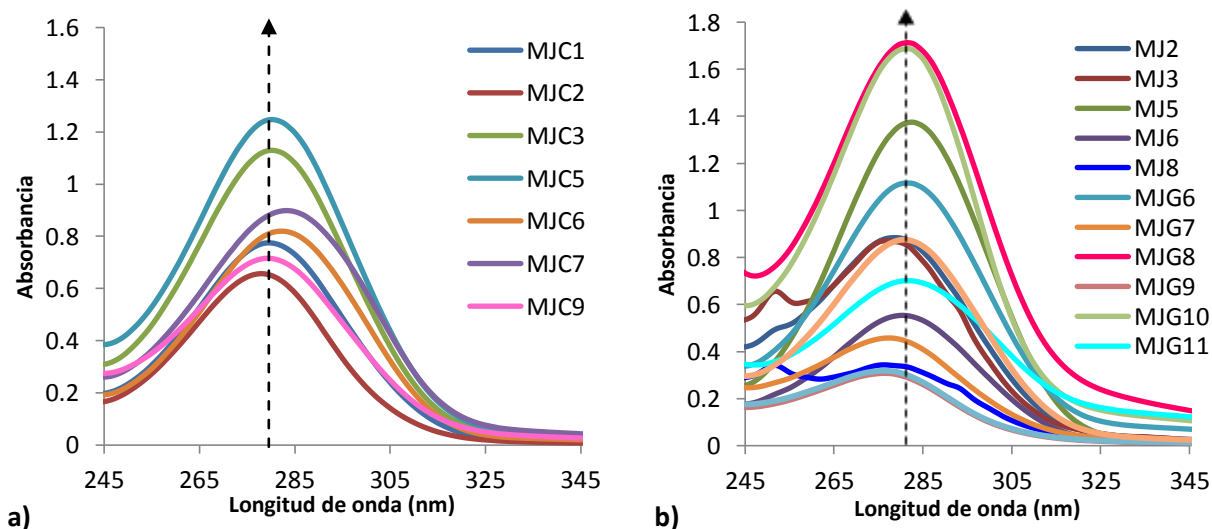 1.6
1.4
1.2
1
0.8
0.6
0.4
0.2
0
Absorbancia
245 265 285 305 325 345
Longitud de onda (nm)
MJC1
MJC2
MJC3
MJC5
MJC6
MJC7
MJC9
a)
1.8
1.6
1.4
1.2
1
0.8
0.6
0.4
0.2
0
Absorbancia
245 265 285 305 325 345
Longitud de onda (nm)
MJ2
MJ3
MJ5
MJ6
MJ8
MJG6
MJG7
MJG8
MJG9
MJG10
MJG11
b)